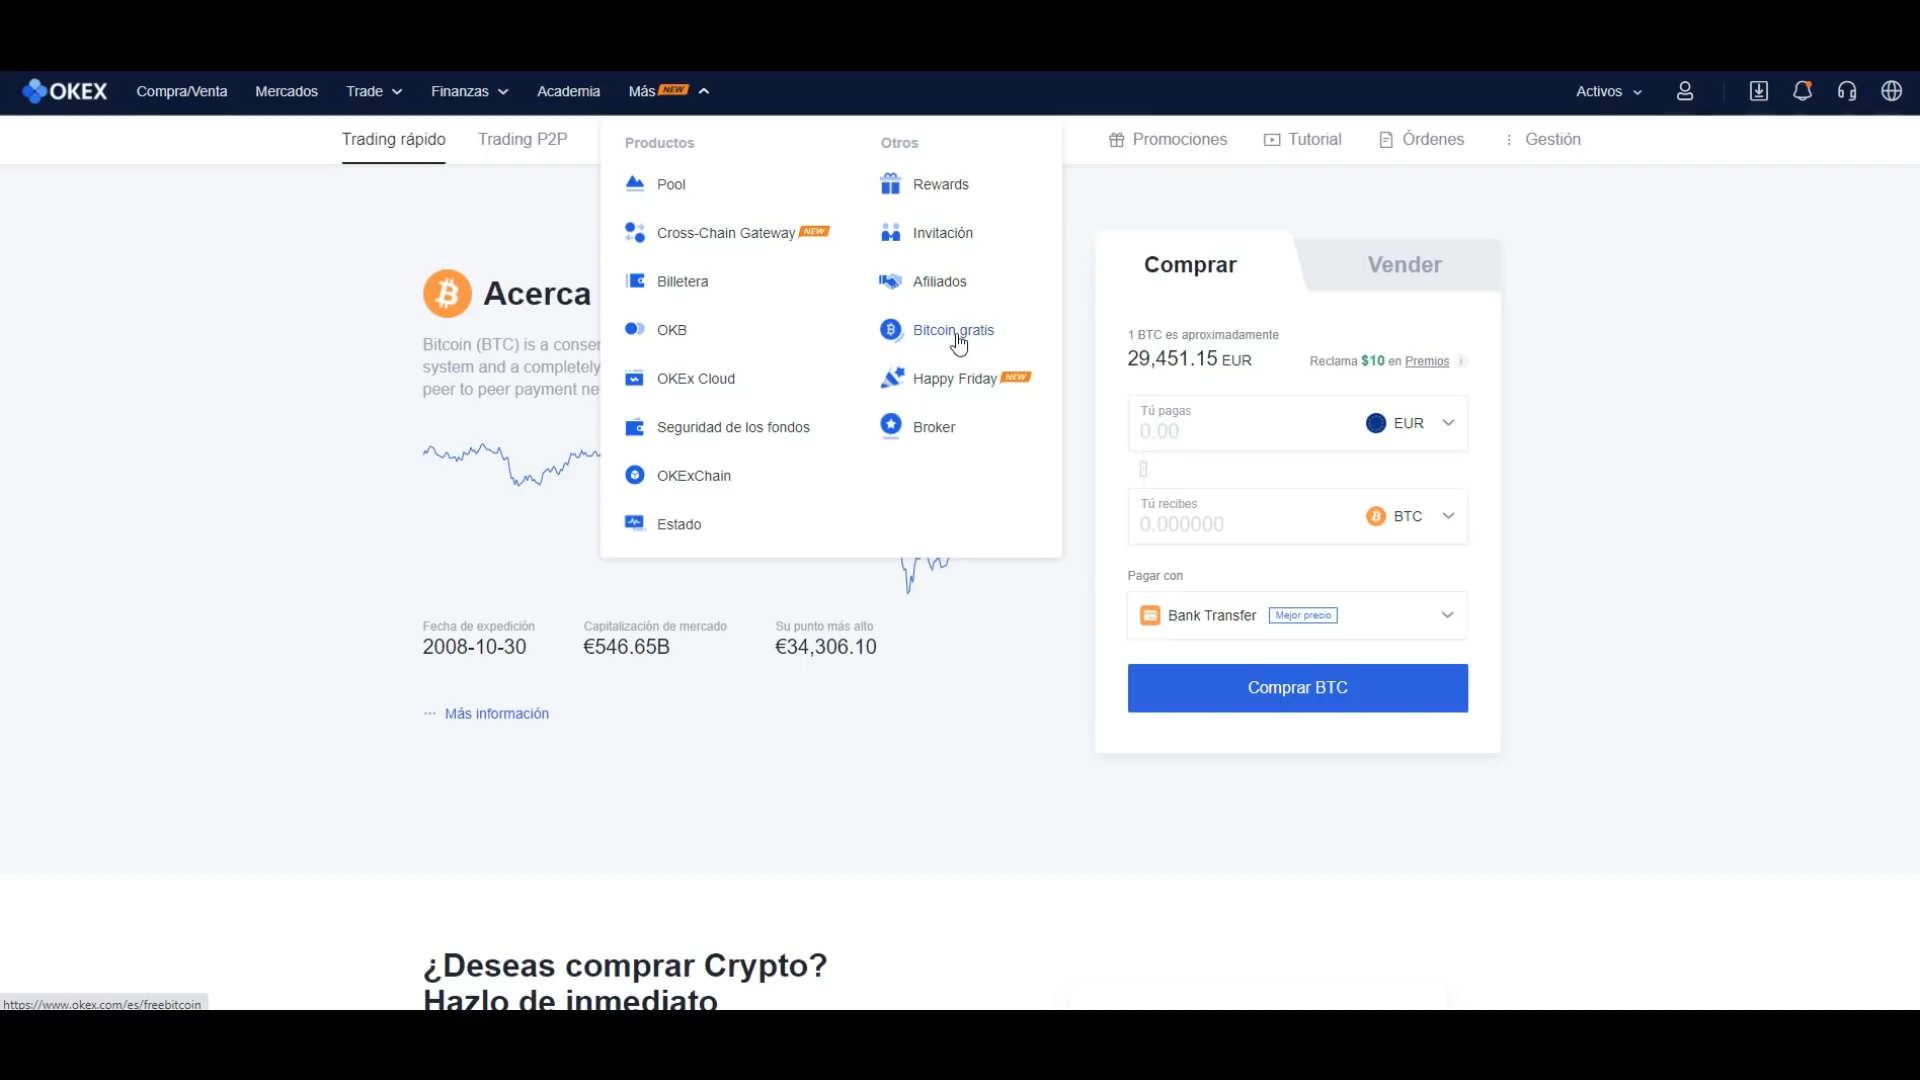 OKEX Compra/Venta Mercados Trade Finanzas Academia Más NEW Activos
Trading rápido Trading P2P Promociones Tutorial Órdenes Gestión
Productos
Pool
Cross-Chain Gateway NEW
Billetera
OKB
OKEx Cloud
Seguridad de los fondos
OKExChain
Estado
Otros
Rewards
Invitación
Afiliados
Bitcoin gratis
Happy Friday NEW
Broker
Acerca
Bitcoin (BTC) is a
system and a completely
peer to peer payment
Fecha de expedición
2008-10-30
Capitalización de mercado
€546.65B
Su punto más alto
€34,306.10
Más información
Comprar Vender
1 BTC es aproximadamente
29,451.15 EUR
Reclama $10 en Premios
Tú pagas
0.00 EUR
Tú recibes
0.000000 BTC
Pagar con
Bank Transfer Mejor precio
Comprar BTC
¿Deseas comprar Crypto?
Hazlo de inmediato
https://www.okex.com/es/freebitcoin